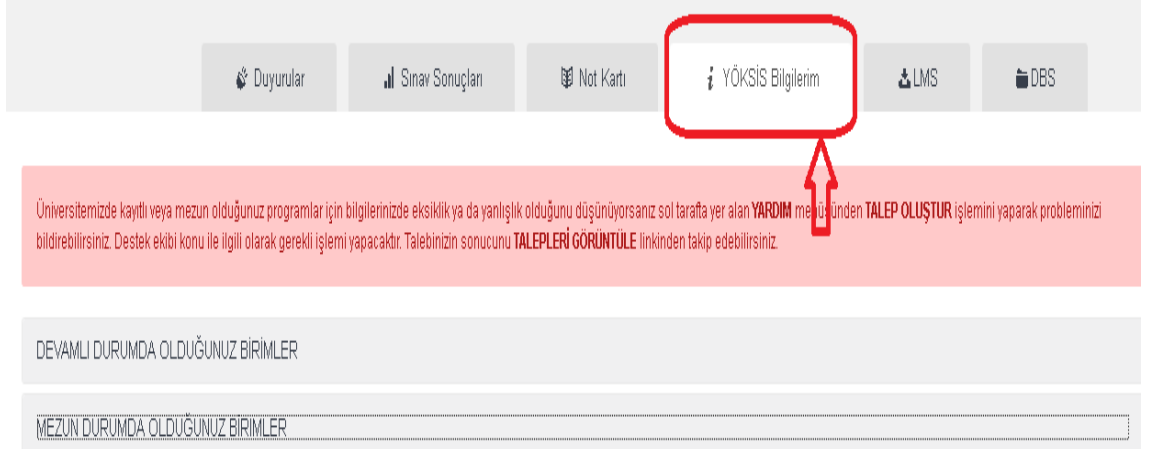 Duyurular
Sınav Sonuçları
Not Kartı
YÖKSİS Bilgilerim
LMS
DBS
Üniversitemizde kayıtlı veya mezun olduğunuz programlar için bilgilerinizde eksiklik ya da yanlışlık olduğunu düşünüyorsanız sol tarafta yer alan YARDIM menüsünden TALEP OLUŞTUR işlemini yaparak probleminizi
bildirebilirsiniz. Destek ekibi konu ile ilgili olarak gerekli işlemi yapacaktır. Talebinizin sonucunu TALEPLERİ GÖRÜNTÜLE linkinden takip edebilirsiniz.
DEVAMLI DURUMDA OLDUĞUNUZ BİRİMLER
MEZUN DURUMDA OLDUĞUNUZ BİRİMLER